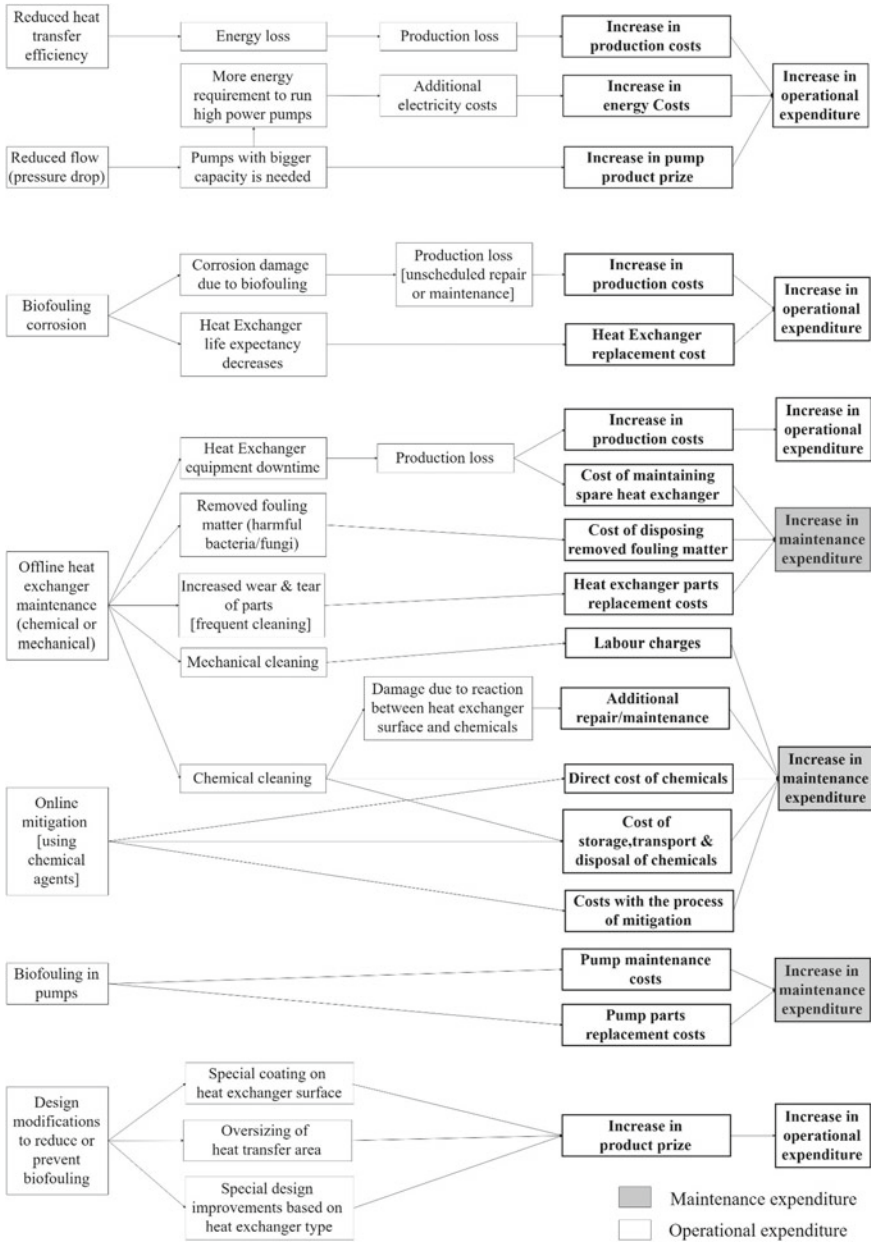 Reduced heat
transfer
efficiency
Energy loss
Production loss
Increase in
production costs
More energy
requirement to run
high power pumps
Additional
electricity costs
Increase in
energy Costs
Increase in
operational
expenditure
Reduced flow
(pressure drop)
Pumps with bigger
capacity is needed
Increase in pump
product prize
Biofouling
corrosion
Corrosion damage
due to biofouling
Production loss
[unscheduled repair
or maintenance]
Increase in
production costs
Heat Exchanger
life expectancy
decreases
Heat Exchanger
replacement cost
Increase in
operational
expenditure
Offline heat
exchanger
maintenance
(chemical or
mechanical)
Heat Exchanger
equipment downtime
Production loss
Increase in
production costs
Increase in
operational
expenditure
Cost of maintaining
spare heat exchanger
Removed fouling
matter (harmful
bacteria/fungi)
Cost of disposing
removed fouling matter
Increase in
maintenance
expenditure
Increased wear & tear
of parts
[frequent cleaning]
Heat exchanger parts
replacement costs
Mechanical cleaning
Labour charges
Damage due to reaction
between heat exchanger
surface and chemicals
Additional
repair/maintenance
Chemical cleaning
Direct cost of chemicals
Increase in
maintenance
expenditure
Online
mitigation
[using
chemical
agents]
Cost of
storage,transport &
disposal of chemicals
Costs with the process
of mitigation
Biofouling in
pumps
Pump maintenance
costs
Pump parts
replacement costs
Increase in
maintenance
expenditure
Design
modifications
to reduce or
prevent
biofouling
Special coating on
heat exchanger surface
Oversizing of
heat transfer area
Special design
improvements based on
heat exchanger type
Increase in
product prize
Increase in
operational
expenditure
Maintenance expenditure
Operational expenditure